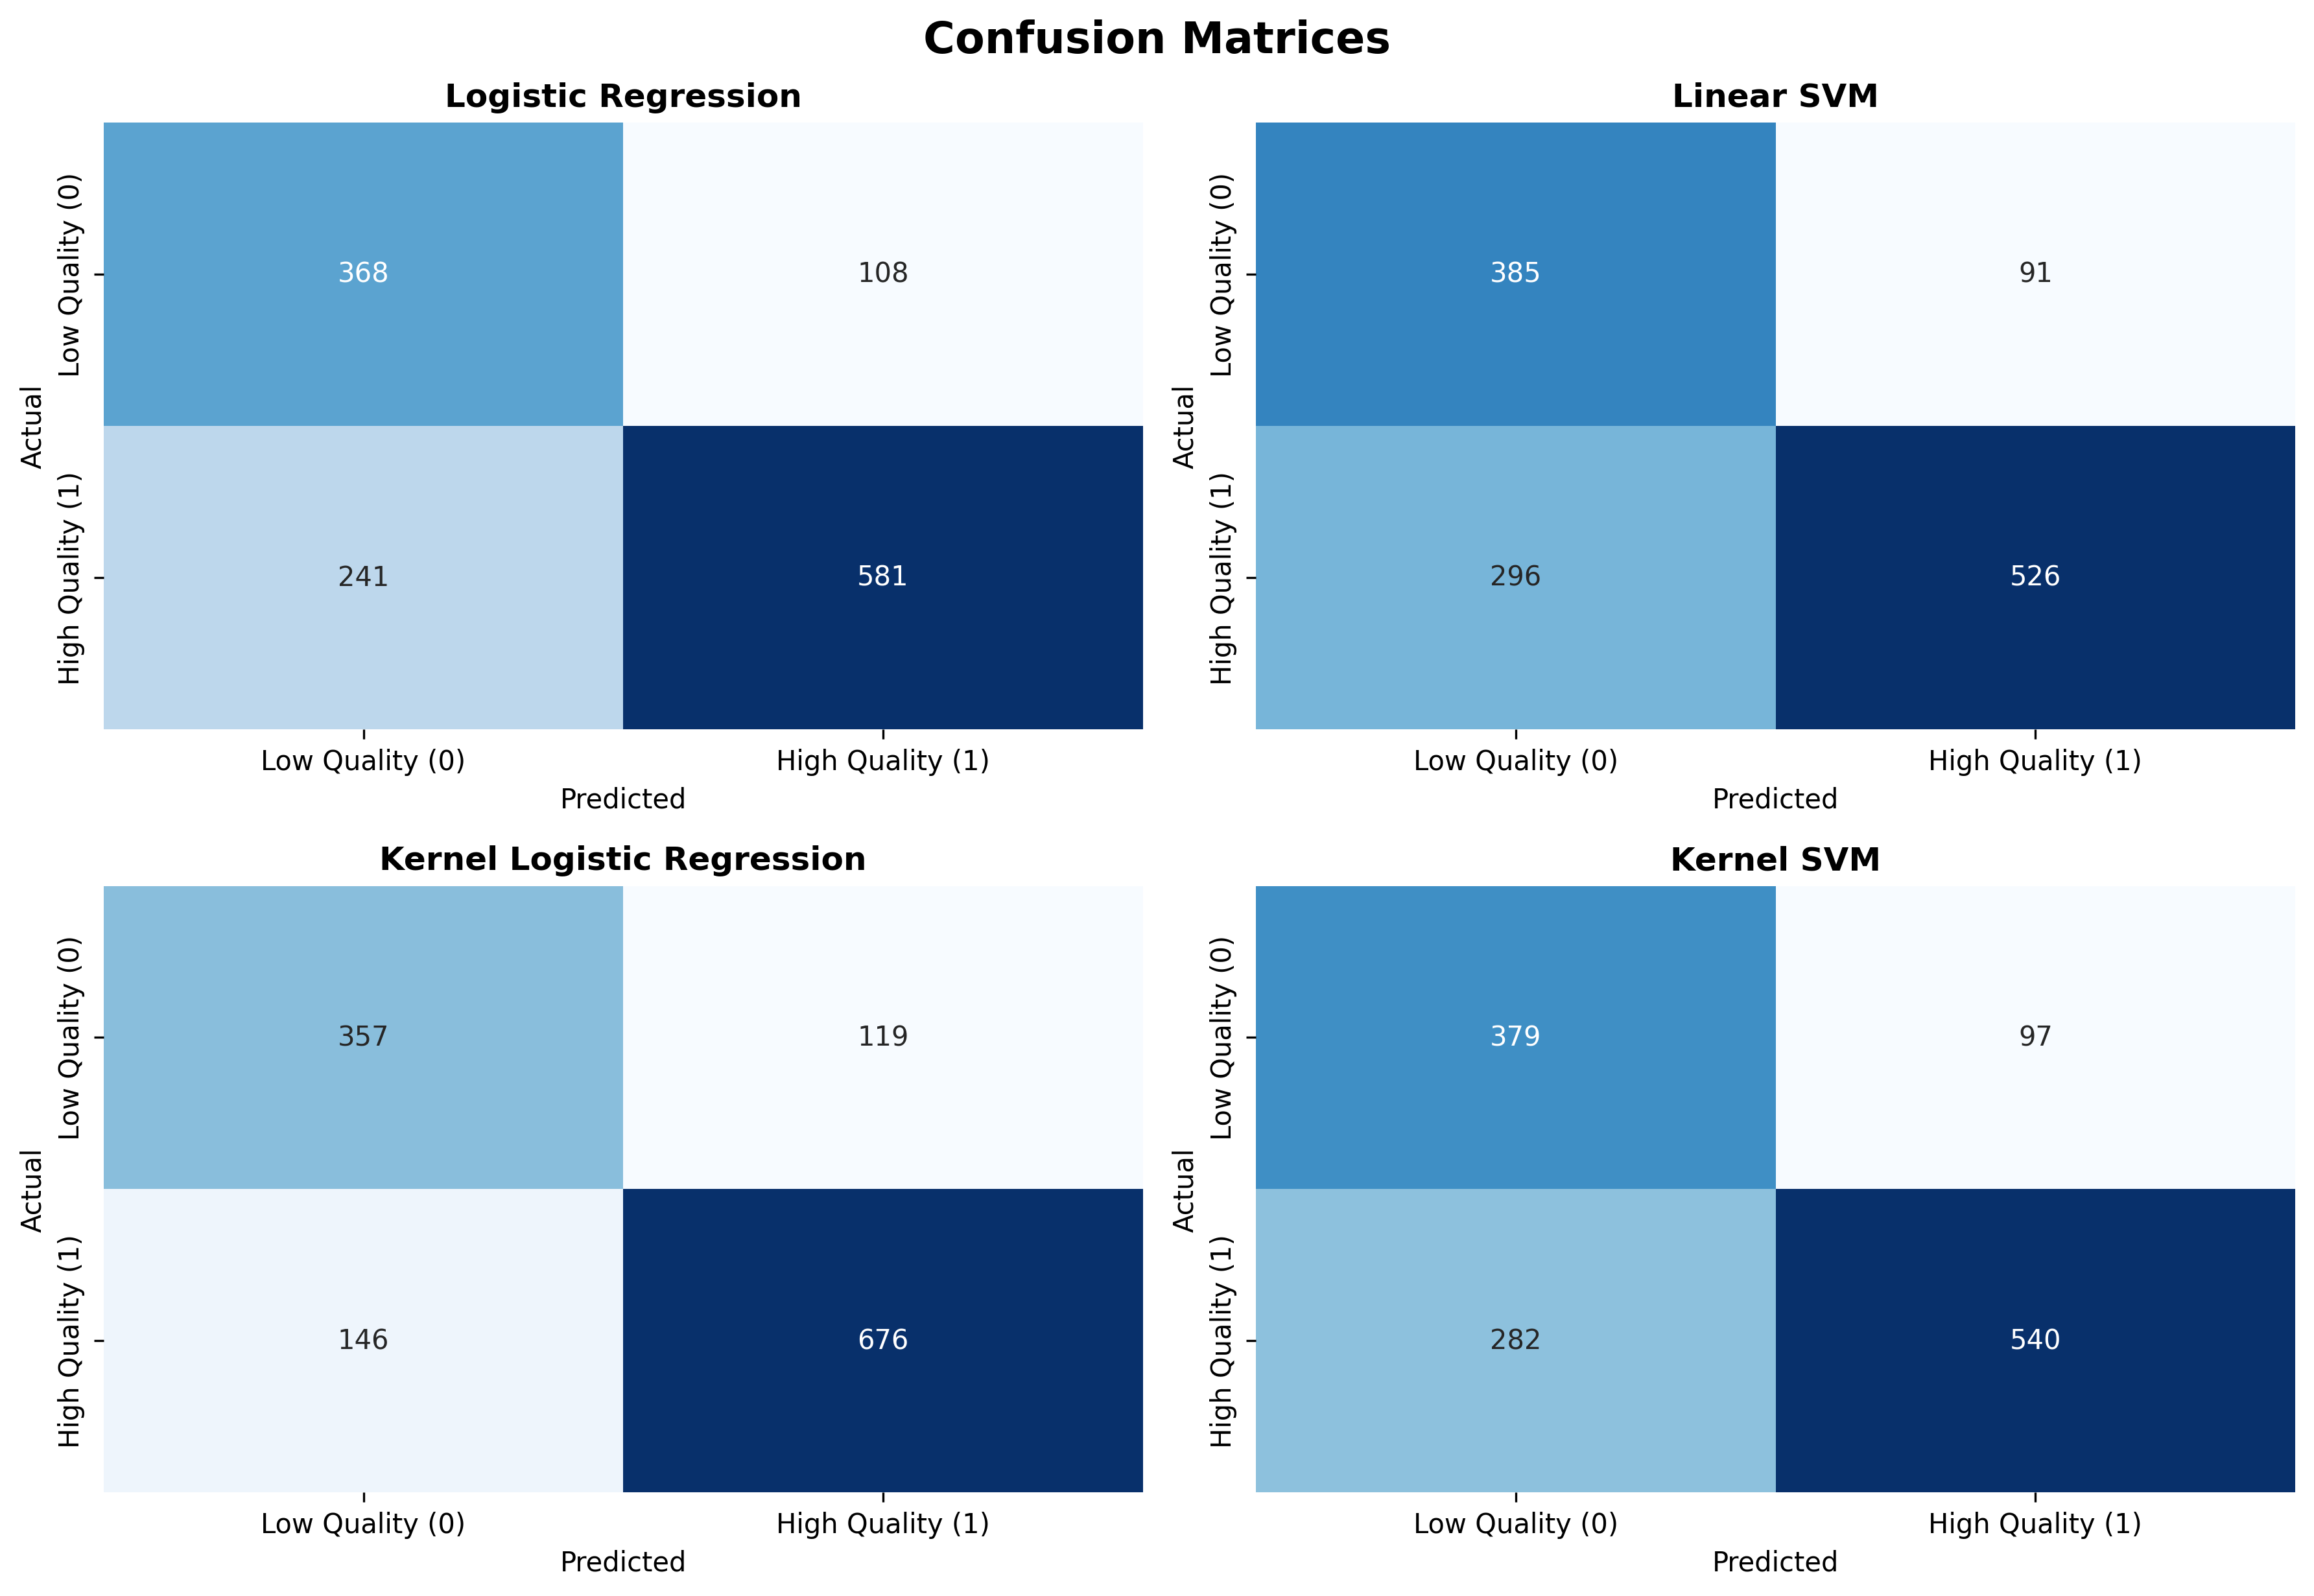 Confusion Matrices
Logistic Regression
Actual
Low Quality (0)
368
108
High Quality (1)
241
581
Low Quality (0)
High Quality (1)
Predicted
Linear SVM
Actual
Low Quality (0)
385
91
High Quality (1)
296
526
Low Quality (0)
High Quality (1)
Predicted
Kernel Logistic Regression
Actual
Low Quality (0)
357
119
High Quality (1)
146
676
Low Quality (0)
High Quality (1)
Predicted
Kernel SVM
Actual
Low Quality (0)
379
97
High Quality (1)
282
540
Low Quality (0)
High Quality (1)
Predicted